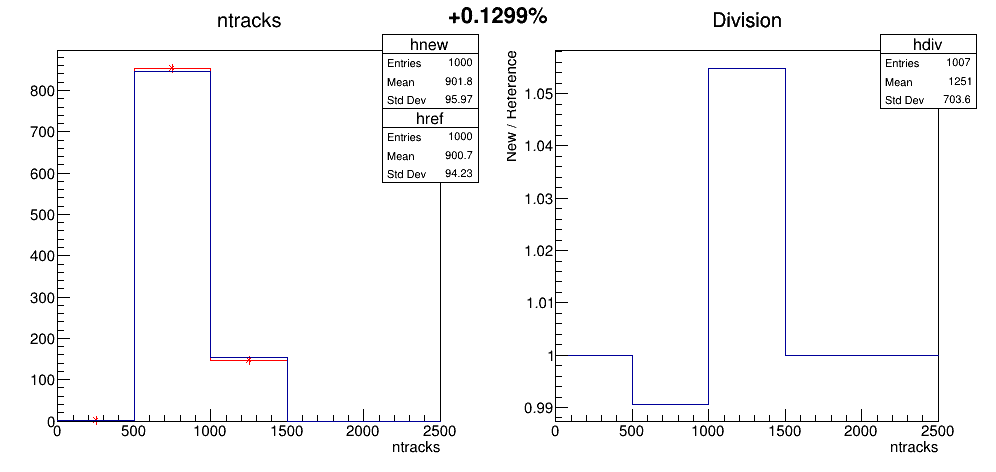 +0.1299%
ntracks
hnew
Entries 1000
Mean 901.8
Std Dev 95.97
href
Entries 1000
Mean 900.7
Std Dev 94.23
800
700
600
500
400
300
200
100
0
0 500 1000 1500 2000 2500
ntracks
Division
hdiv
Entries 1007
Mean 1251
Std Dev 703.6
New / Reference
1.05
1.04
1.03
1.02
1.01
1
0.99
0 500 1000 1500 2000 2500
ntracks